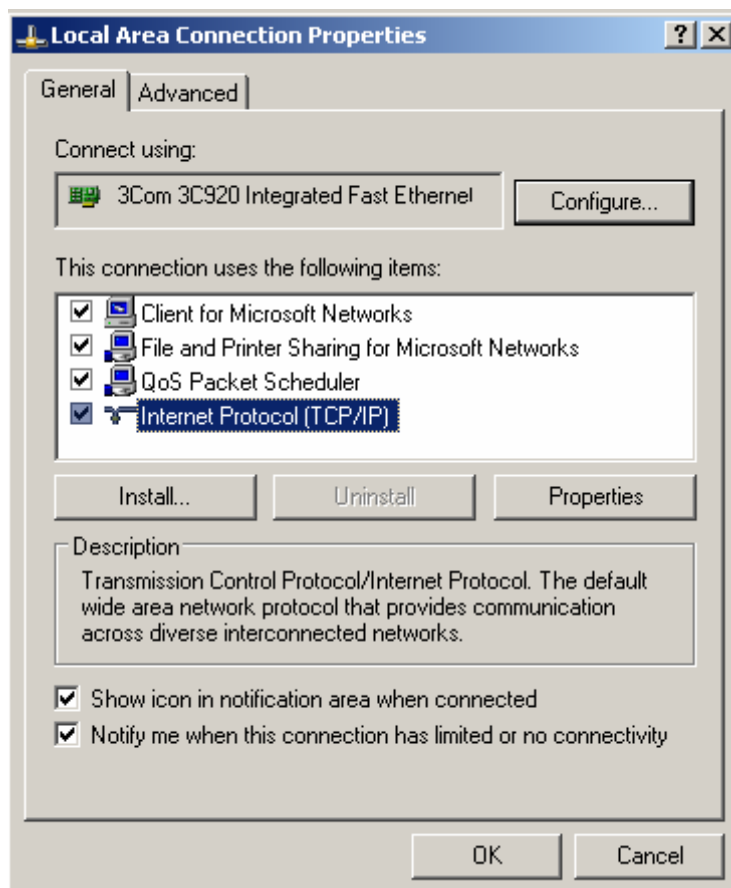 Local Area Connection Properties
General
Advanced
Connect using:
3Com 3C920 Integrated Fast Ethernet
Configure...
This connection uses the following items:
Client for Microsoft Networks
File and Printer Sharing for Microsoft Networks
QoS Packet Scheduler
Internet Protocol (TCP/IP)
Install...
Uninstall
Properties
Description
Transmission Control Protocol/Internet Protocol. The default
wide area network protocol that provides communication
across diverse interconnected networks.
Show icon in notification area when connected
Notify me when this connection has limited or no connectivity
OK
Cancel